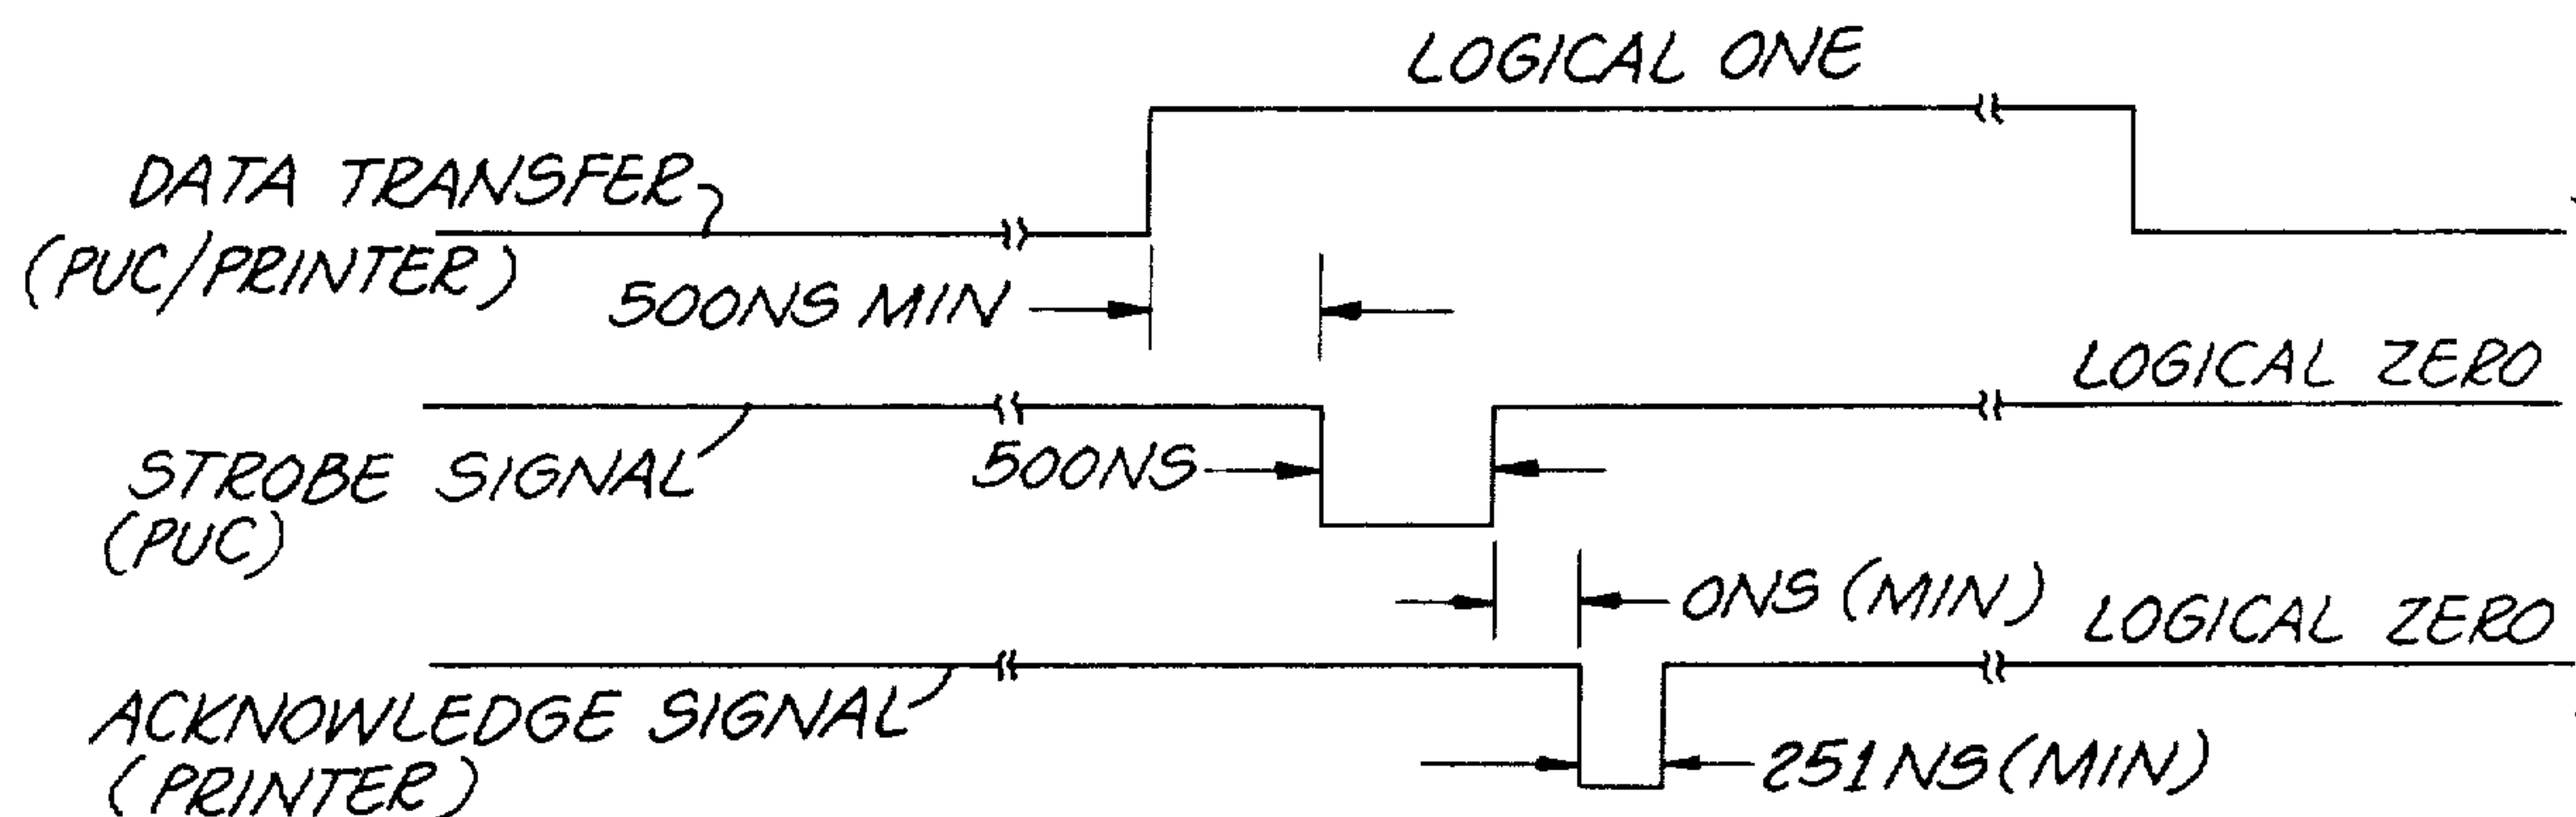 LOGICAL ONE
DATA TRANSFER
(PUC/PRINTER)
500NS MIN
LOGICAL ZERO
STROBE SIGNAL
(PUC)
500NS
0NS (MIN)
LOGICAL ZERO
ACKNOWLEDGE SIGNAL
(PRINTER)
251NS (MIN)